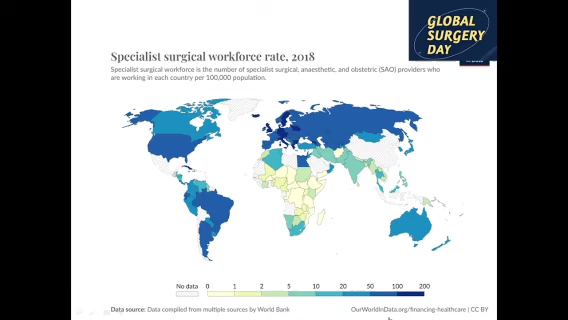 GLOBAL
SURGERY
DAY
Specialist surgical workforce rate, 2018
Specialist surgical workforce is the number of specialist surgical, anaesthetic, and obstetric (SAO) providers who
are working in each country per 100,000 population.
No data 0 1 2 5 10 20 50 100 200
Data source: Data compiled from multiple sources by World Bank
OurWorldInData.org/financing-healthcare | CC BY